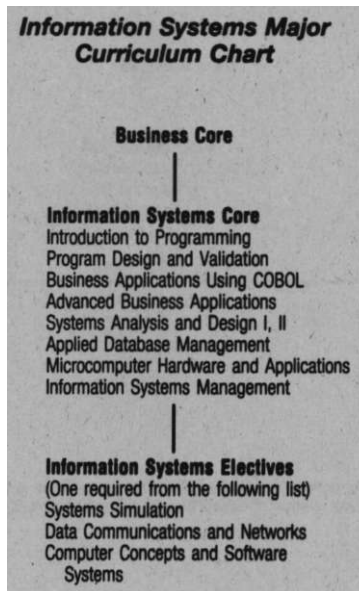 Information Systems Major
Curriculum Chart
Business Core
Information Systems Core
Introduction to Programming
Program Design and Validation
Business Applications Using COBOL
Advanced Business Applications
Systems Analysis and Design I, II
Applied Database Management
Microcomputer Hardware and Applications
Information Systems Management
Information Systems Electives
(One required from the following list)
Systems Simulation
Data Communications and Networks
Computer Concepts and Software
Systems